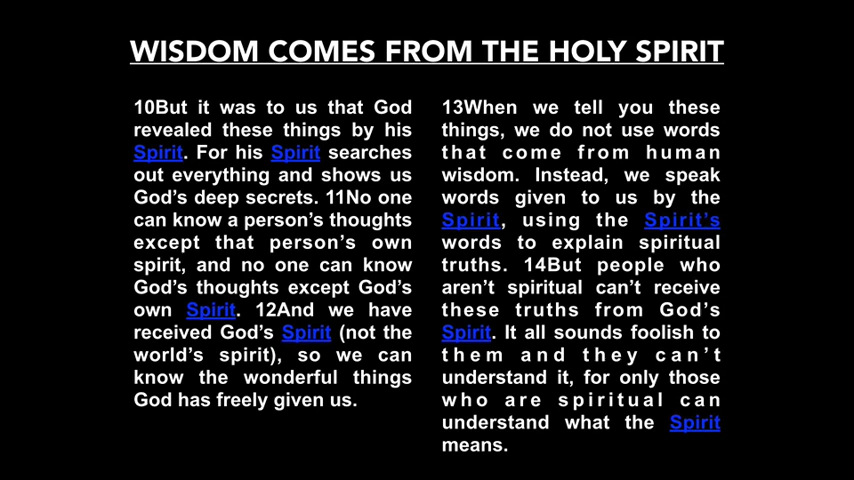 WISDOM COMES FROM THE HOLY SPIRIT
10But it was to us that God
revealed these things by his
Spirit. For his Spirit searches
out everything and shows us
God’s deep secrets. 11No one
can know a person’s thoughts
except that person’s own
spirit, and no one can know
God’s thoughts except God’s
own Spirit. 12And we have
received God’s Spirit (not the
world’s spirit), so we can
know the wonderful things
God has freely given us.
13When we tell you these
things, we do not use words
that come from human
wisdom. Instead, we speak
words given to us by the
Spirit, using the Spirit’s
words to explain spiritual
truths. 14But people who
aren’t spiritual can’t receive
these truths from God’s
Spirit. It all sounds foolish to
them and they can’t
understand it, for only those
who are spiritual can
understand what the Spirit
means.